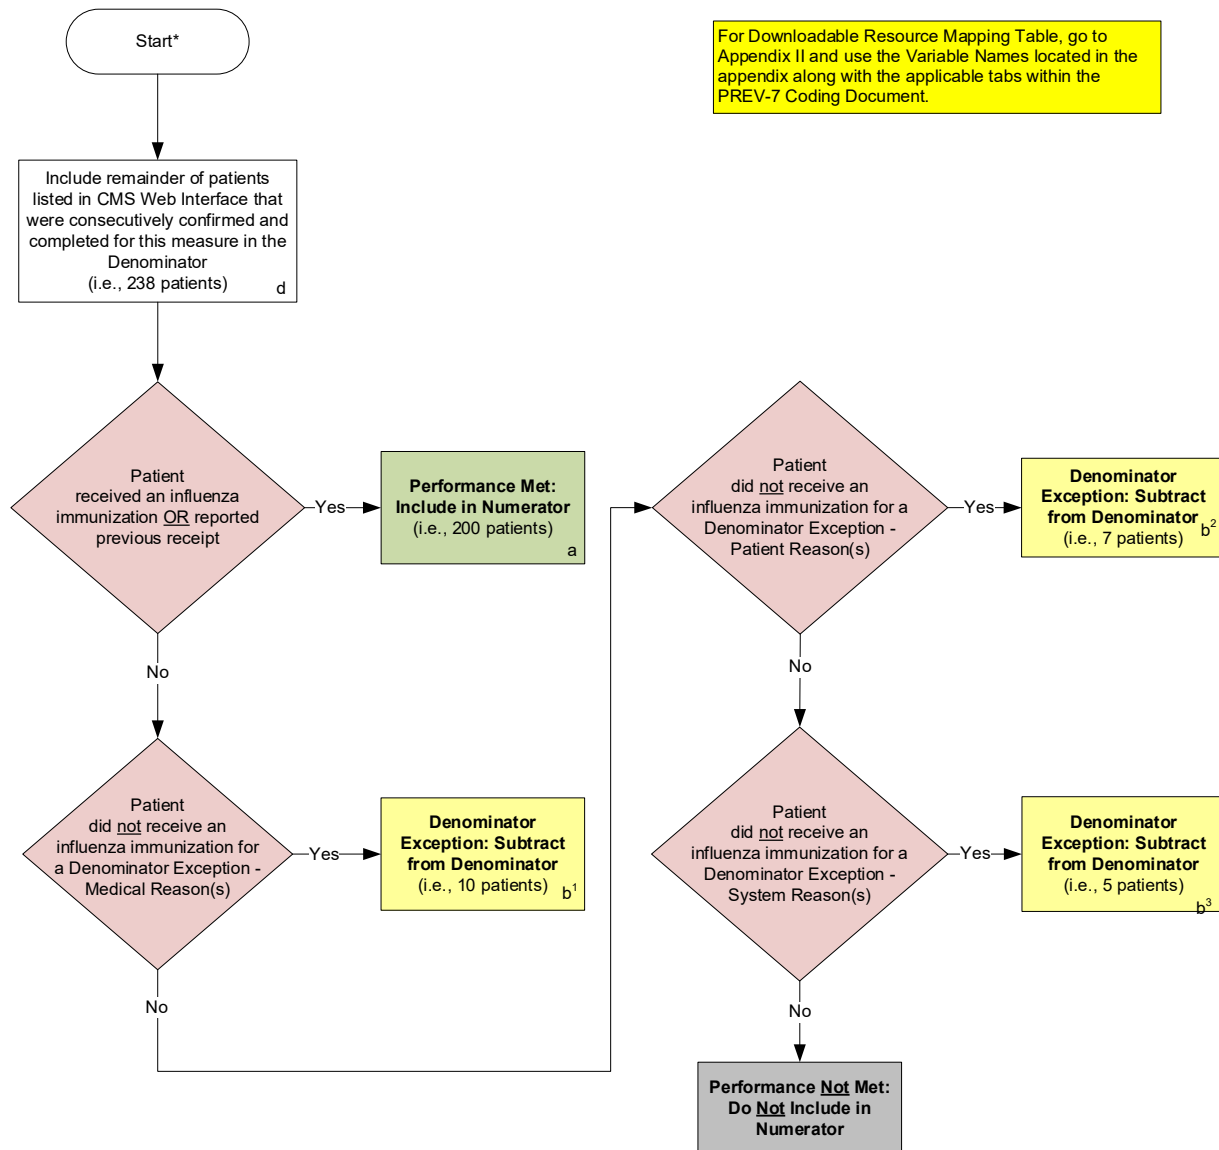 Start*
For Downloadable Resource Mapping Table, go to
Appendix II and use the Variable Names located in the
appendix along with the applicable tabs within the
PREV-7 Coding Document.
Include remainder of patients
listed in CMS Web Interface that
were consecutively confirmed and
completed for this measure in the
Denominator
(i.e., 238 patients)
d
Patient
received an influenza
immunization OR reported
previous receipt
Yes
Performance Met:
Include in Numerator
(i.e., 200 patients)
a
No
Patient
did not receive an
influenza immunization for
a Denominator Exception -
Medical Reason(s)
Yes
Denominator
Exception: Subtract
from Denominator
(i.e., 10 patients)
b¹
No
Patient
did not receive an
influenza immunization for
a Denominator Exception -
Patient Reason(s)
Yes
Denominator
Exception: Subtract
from Denominator
(i.e., 7 patients)
b²
No
Patient
did not receive an
influenza immunization for a
Denominator Exception -
System Reason(s)
Yes
Denominator
Exception: Subtract
from Denominator
(i.e., 5 patients)
b³
No
Performance Not Met:
Do Not Include in
Numerator